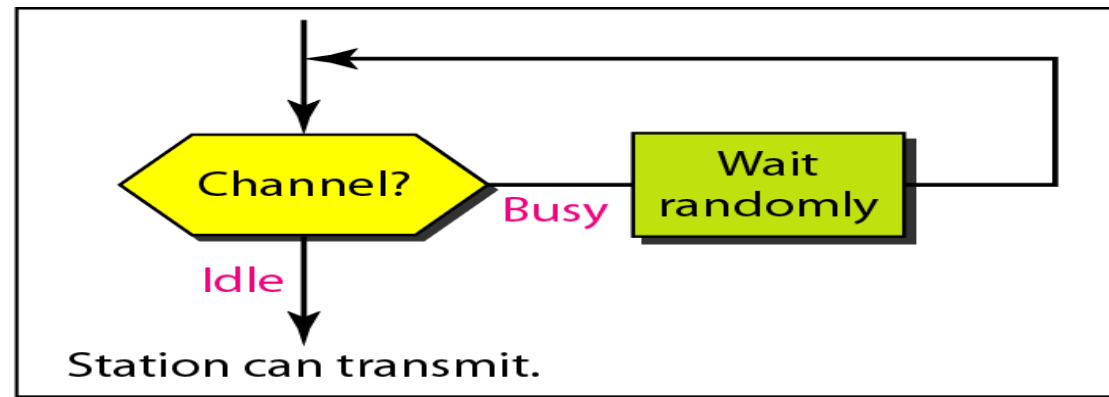 Channel?
Wait
randomly
Busy
Idle
Station can transmit.